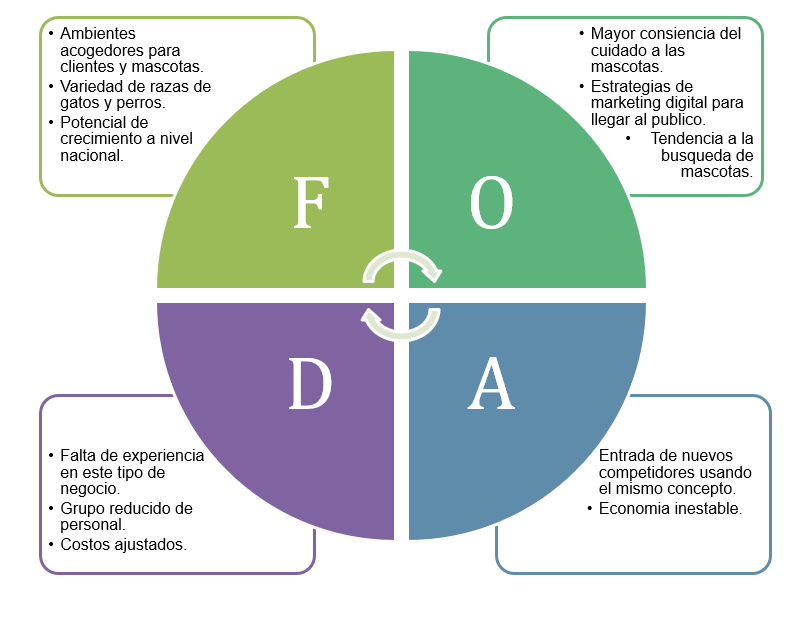 • Ambientes
acogedores para
clientes y mascotas.
• Variedad de razas de
gatos y perros.
• Potencial de
crecimiento a nivel
nacional.
• Mayor consiencia del
cuidado a las
mascotas.
• Estrategias de
marketing digital para
llegar al publico.
• Tendencia a la
busqueda de
mascotas.
F
O
D
A
• Falta de experiencia
en este tipo de
negocio.
• Grupo reducido de
personal.
• Costos ajustados.
Entrada de nuevos
competidores usando
el mismo concepto.
• Economia inestable.